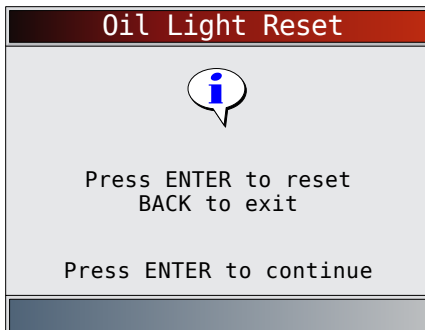 Oil Light Reset
i
Press ENTER to reset
BACK to exit
Press ENTER to continue